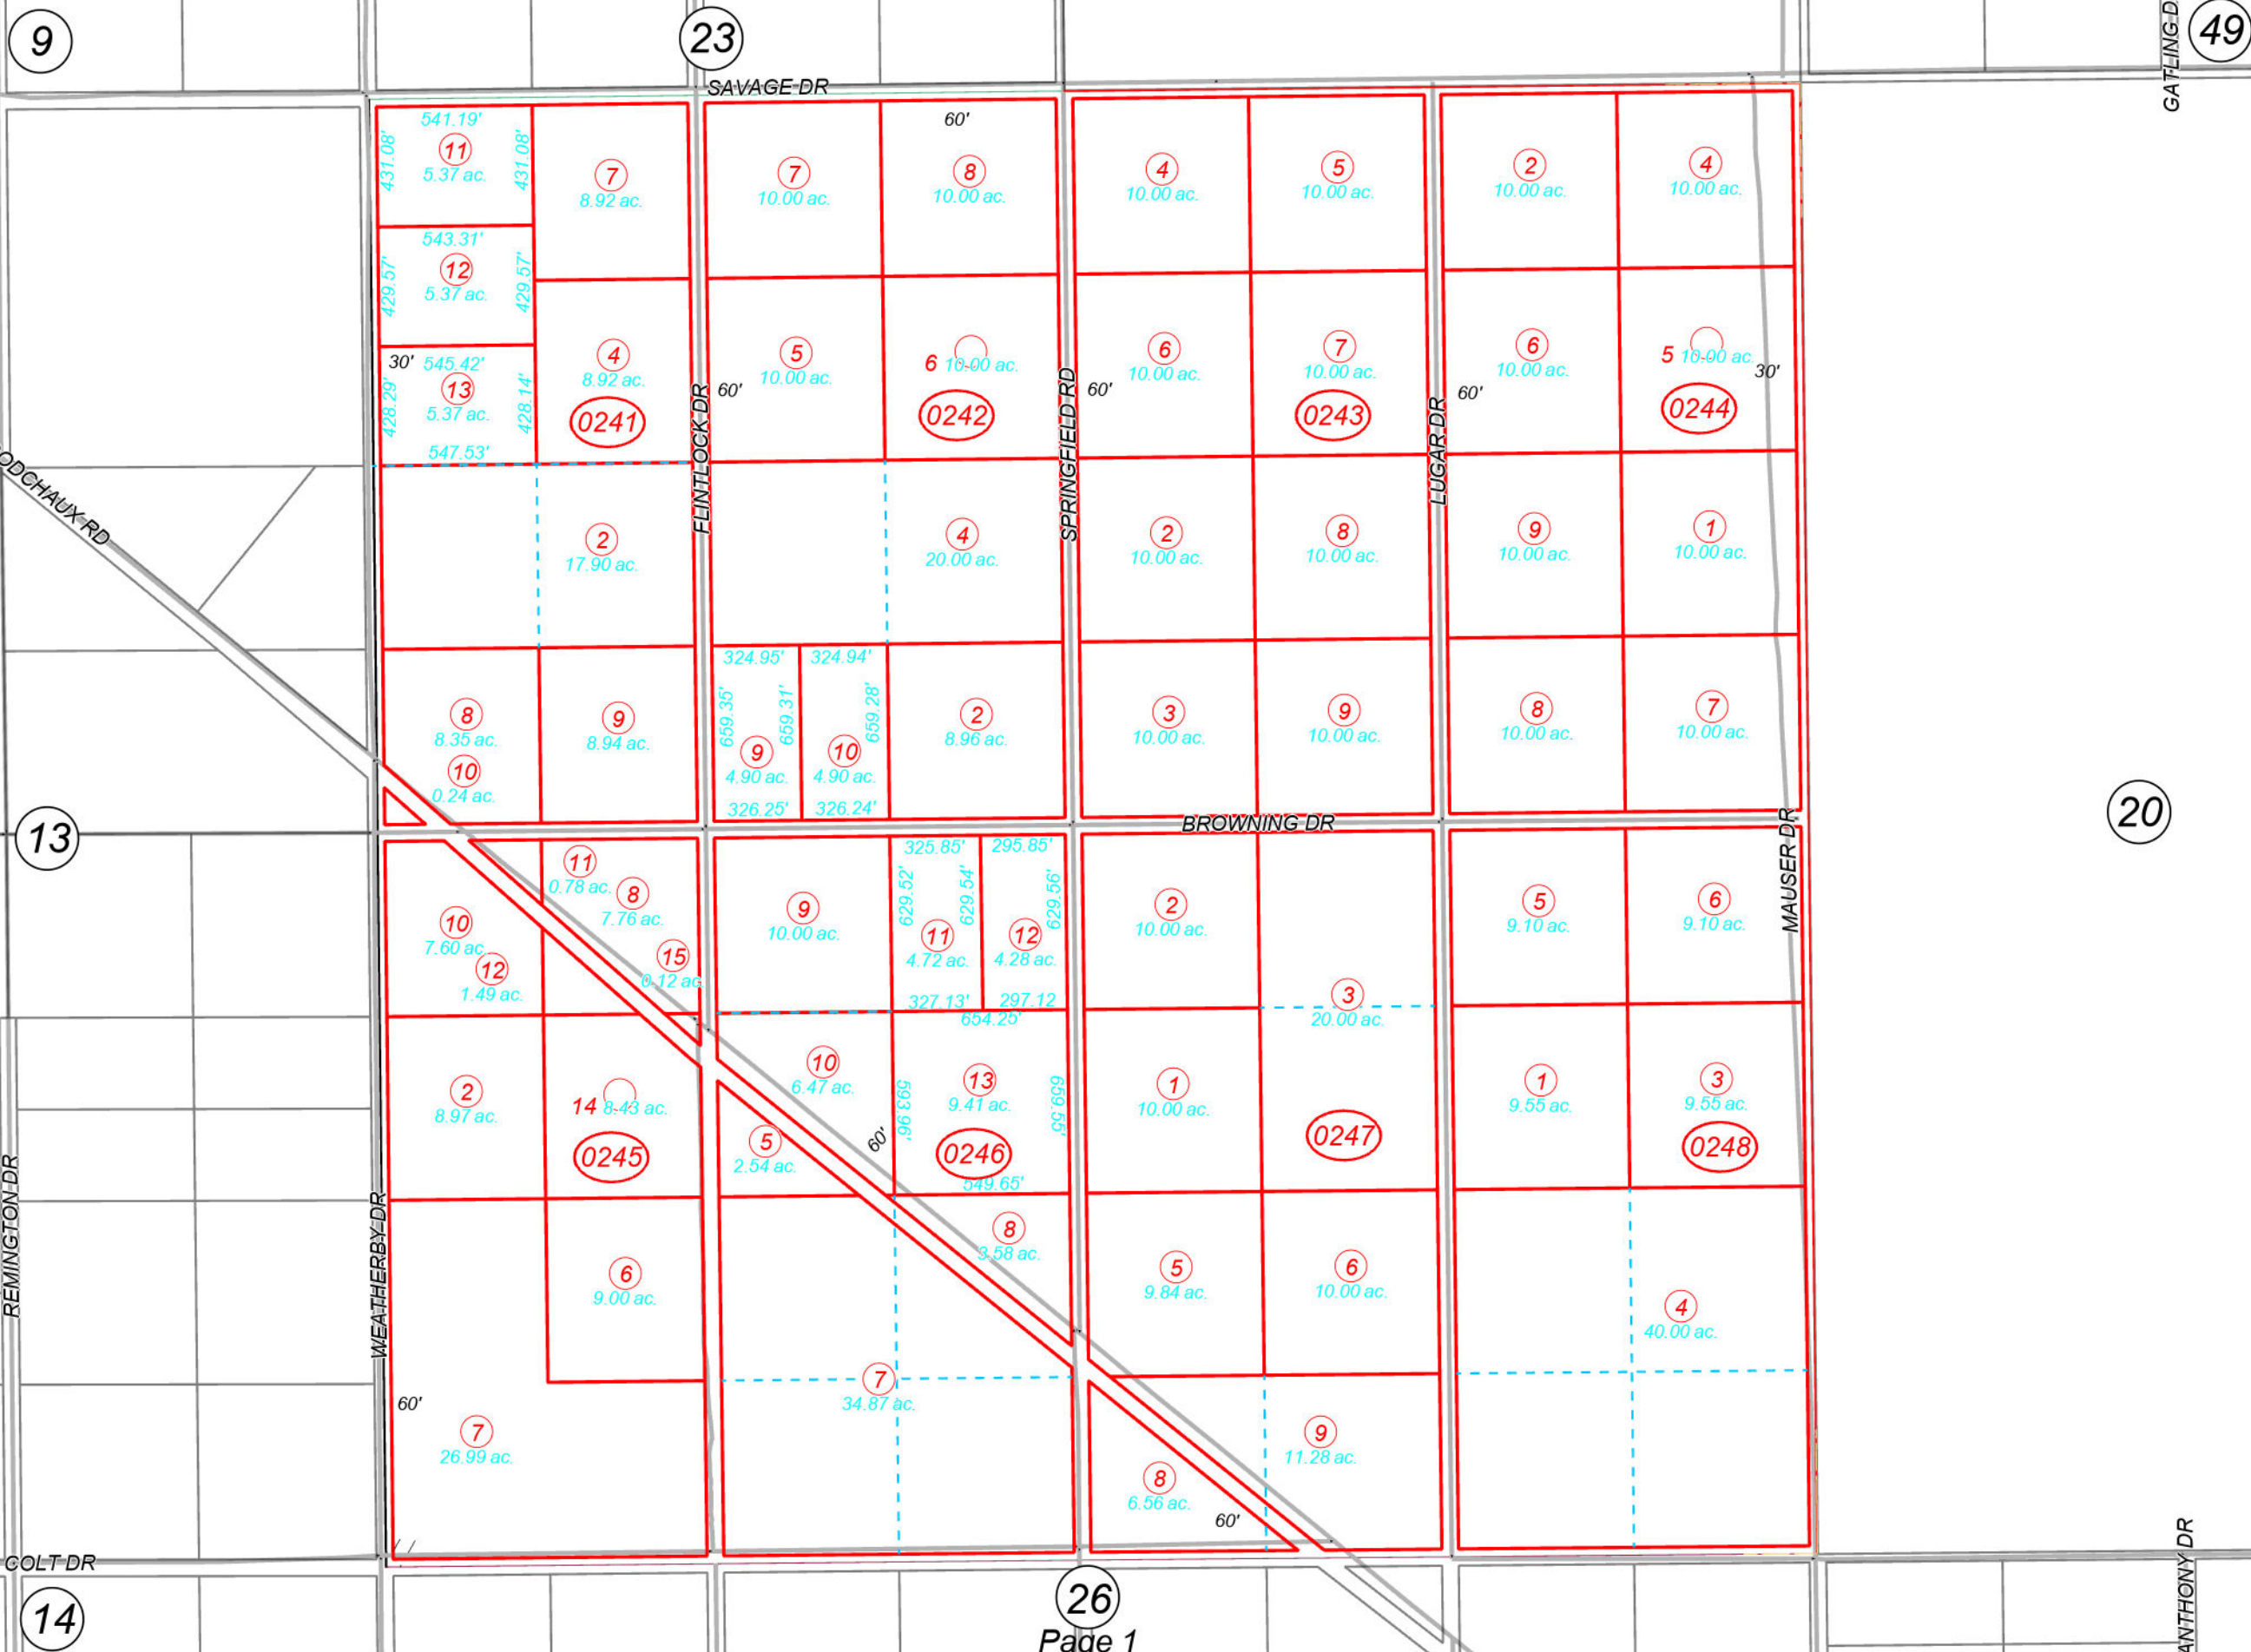 9
23
49
GATLING D
SAVAGE DR
541.19'
431.08'
11
5.37 ac.
431.08'
7
8.92 ac.
7
10.00 ac.
60'
8
10.00 ac.
4
10.00 ac.
5
10.00 ac.
2
10.00 ac.
4
10.00 ac.
543.31'
429.57'
12
5.37 ac.
429.57'
30'
545.42'
428.29'
13
5.37 ac.
428.14'
547.53'
4
8.92 ac.
0241
FLINTLOCK DR
60'
5
10.00 ac.
6 10.00 ac.
0242
SPRINGFIELD RD
60'
6
10.00 ac.
7
10.00 ac.
0243
LUGAR DR
60'
6
10.00 ac.
5 10.00 ac.
30'
0244
ODCHAUX RD
2
17.90 ac.
4
20.00 ac.
2
10.00 ac.
8
10.00 ac.
9
10.00 ac.
1
10.00 ac.
8
8.35 ac.
10
0.24 ac.
9
8.94 ac.
324.95'
324.94'
659.35'
659.31'
659.28'
9
4.90 ac.
10
4.90 ac.
326.25'
326.24'
2
8.96 ac.
3
10.00 ac.
9
10.00 ac.
8
10.00 ac.
7
10.00 ac.
13
BROWNING DR
MAUSER DR
20
10
7.60 ac.
12
1.49 ac.
11
0.78 ac.
8
7.76 ac.
15
0.12 ac
9
10.00 ac.
325.85'
295.85'
629.52'
629.54'
629.56'
11
4.72 ac.
12
4.28 ac.
327.13'
297.12
654.25'
2
10.00 ac.
3
20.00 ac.
5
9.10 ac.
6
9.10 ac.
2
8.97 ac.
14 8.43 ac.
0245
10
6.47 ac.
5
2.54 ac.
60'
593.96'
13
9.41 ac.
659.55'
0246
549.65'
1
10.00 ac.
0247
1
9.55 ac.
3
9.55 ac.
0248
REMINGTON DR
WEATHERBY DR
60'
7
26.99 ac.
6
9.00 ac.
8
3.58 ac.
7
34.87 ac.
5
9.84 ac.
6
10.00 ac.
8
6.56 ac.
60'
9
11.28 ac.
4
40.00 ac.
COLT DR
14
26
Page 1
ANTHONY DR